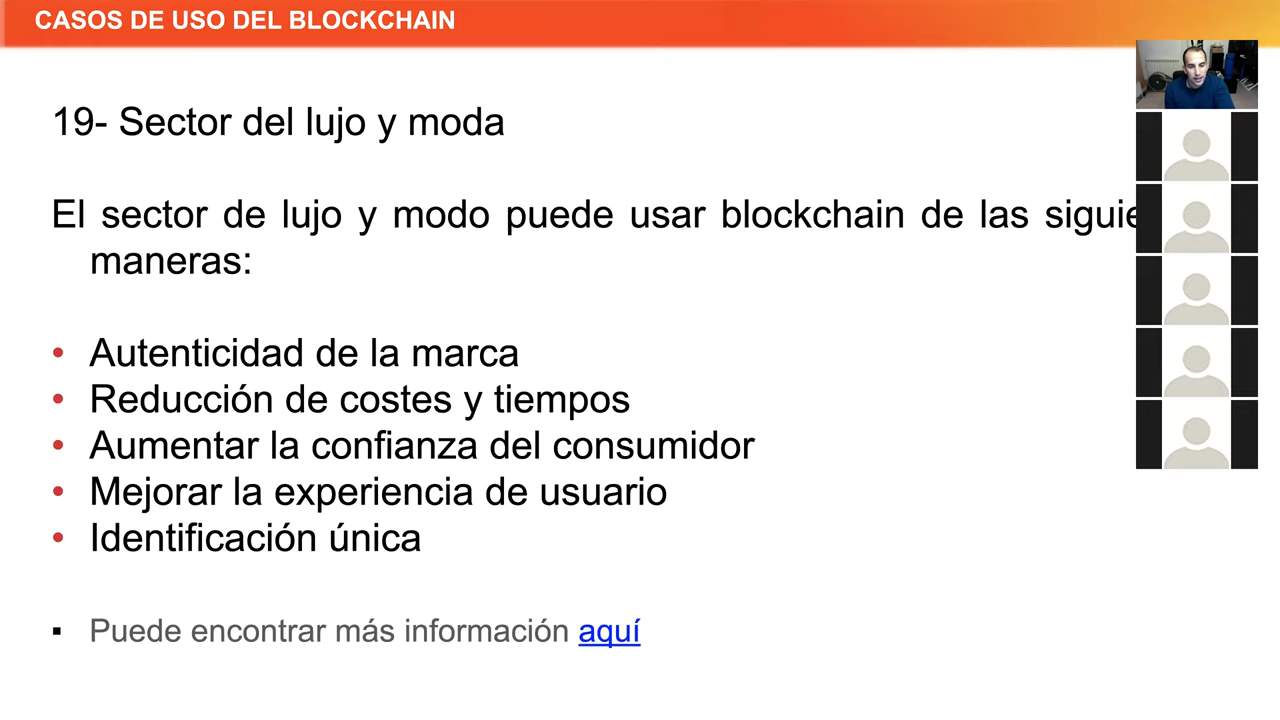 CASOS DE USO DEL BLOCKCHAIN
19- Sector del lujo y moda
El sector de lujo y modo puede usar blockchain de las
maneras:
• Autenticidad de la marca
• Reducción de costes y tiempos
• Aumentar la confianza del consumidor
• Mejorar la experiencia de usuario
• Identificación única
▪ Puede encontrar más información aquí